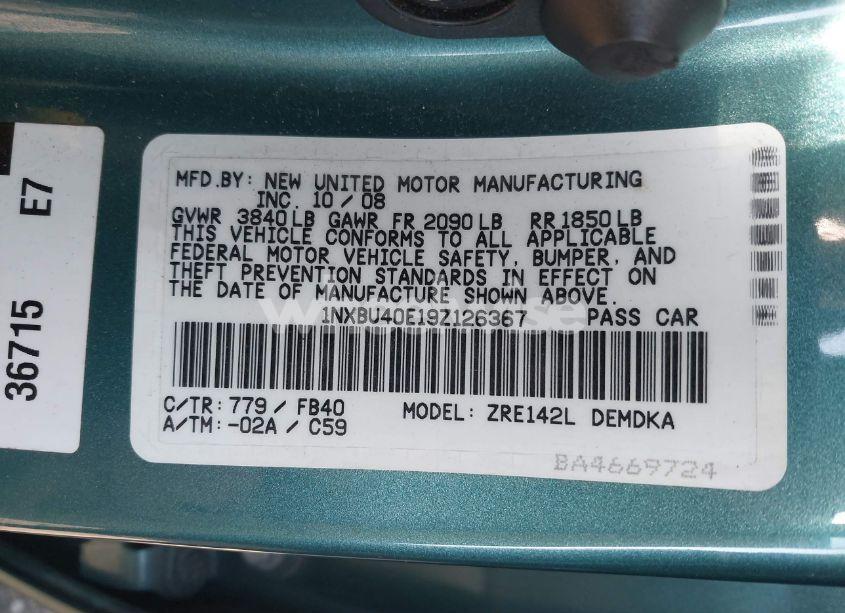 MFD.BY: NEW UNITED MOTOR MANUFACTURING
INC. 10 / 08
GVWR 3840 LB GAWR FR 2090 LB RR 1850 LB
THIS VEHICLE CONFORMS TO ALL APPLICABLE
FEDERAL MOTOR VEHICLE SAFETY, BUMPER, AND
THEFT PREVENTION STANDARDS IN EFFECT ON
THE DATE OF MANUFACTURE SHOWN ABOVE.
1NXBU40E19Z126367 PASS CAR
C/TR: 779 / FB40 MODEL: ZRE142L DEMDKA
A/TM: -02A / C59
BA4669724
36715 E7